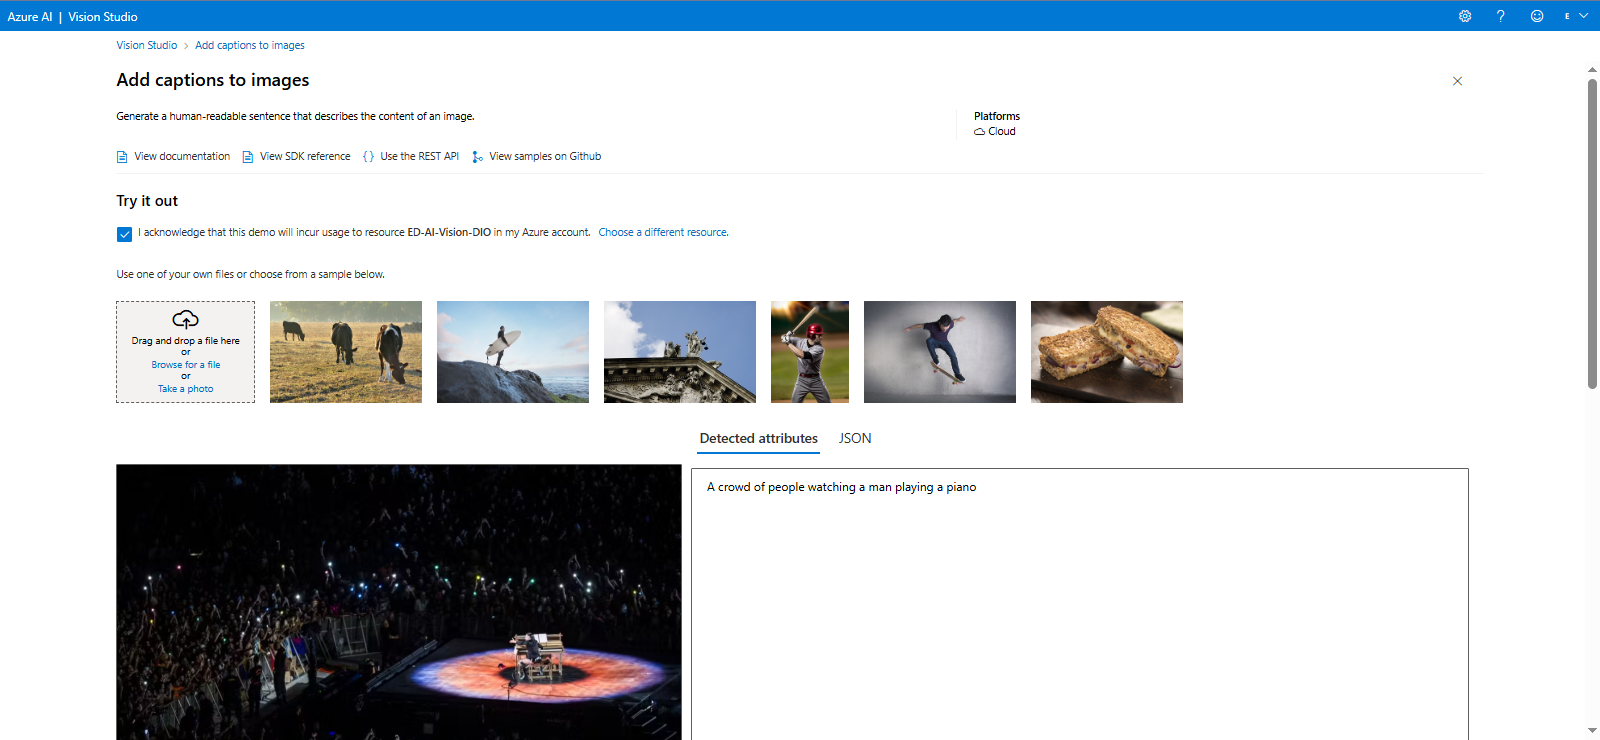 Azure AI | Vision Studio
E
Vision Studio > Add captions to images
Add captions to images
Generate a human-readable sentence that describes the content of an image.
Platforms
Cloud
View documentation View SDK reference {} Use the REST API View samples on Github
Try it out
I acknowledge that this demo will incur usage to resource ED-AI-Vision-DIO in my Azure account. Choose a different resource.
Use one of your own files or choose from a sample below.
Drag and drop a file here
or
Browse for a file
or
Take a photo
Detected attributes JSON
A crowd of people watching a man playing a piano